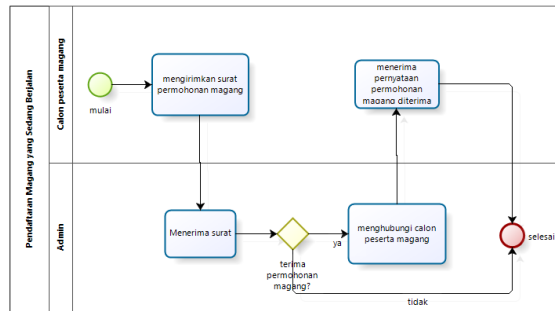 Pendaftaran Magang yang Sedang Berjalan
Calon peserta magang
mulai
mengirimkan surat
permohonan magang
menerima
pernyataan
permohonan
magang diterima
Admin
Menerima surat
terima
permohonan
magang?
ya
menghubungi calon
peserta magang
selesai
tidak